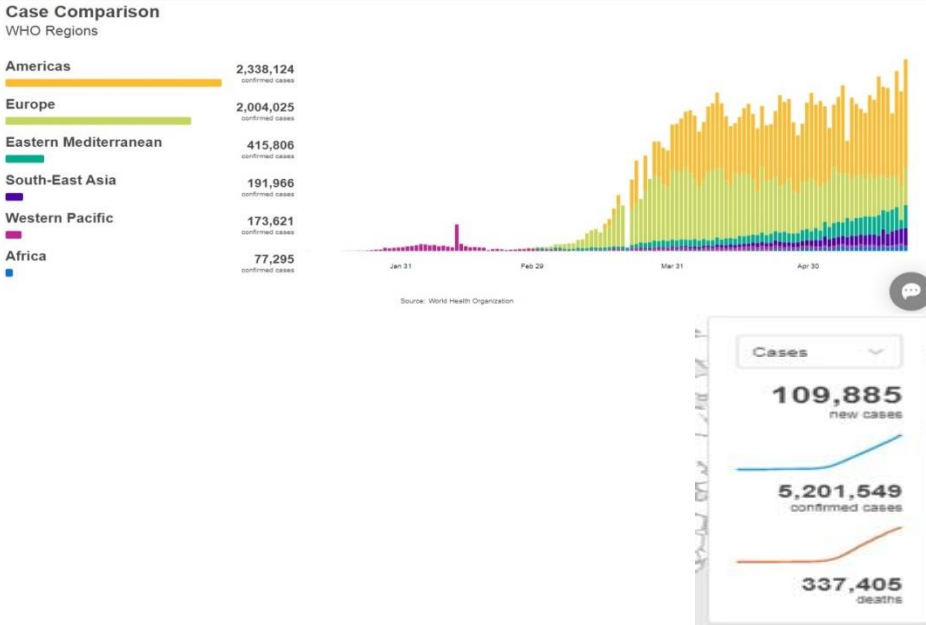 Case Comparison
WHO Regions
Americas
2,338,124
confirmed cases
Europe
2,004,025
confirmed cases
Eastern Mediterranean
415,806
confirmed cases
South-East Asia
191,966
confirmed cases
Western Pacific
173,621
confirmed cases
Africa
77,295
confirmed cases
Jan 31 Feb 29 Mar 31 Apr 30
Source: World Health Organization
Cases
109,885
new cases
5,201,549
confirmed cases
337,405
deaths